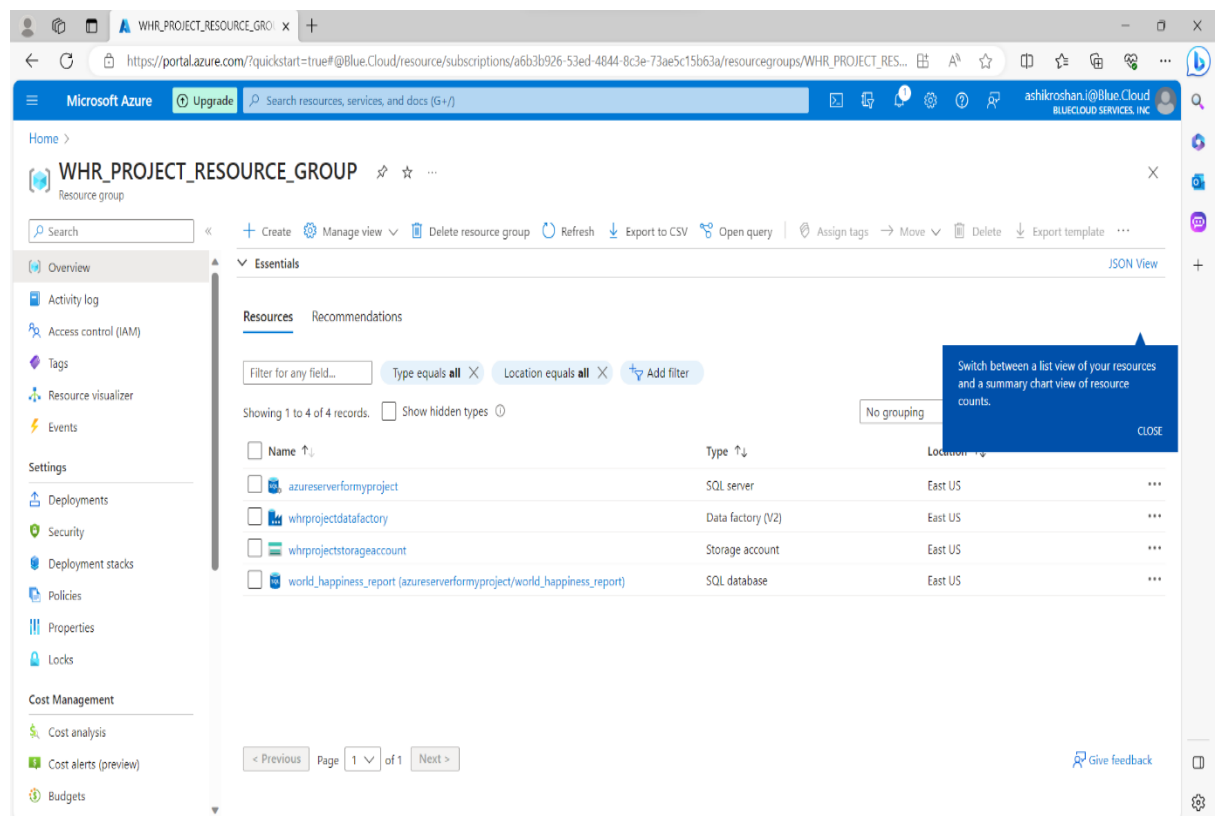 WHR_PROJECT_RESOURCE_GRO
https://portal.azure.com/?quickstart=true#@Blue.Cloud/resource/subscriptions/a6b3b926-53ed-4844-8c3e-73ae5c15b63a/resourcegroups/WHR_PROJECT_RES...
Microsoft Azure
Upgrade
Search resources, services, and docs (G+/)
1
ashikroshan.i@Blue.Cloud
BLUECLOUD SERVICES, INC
Home >
WHR_PROJECT_RESOURCE_GROUP
Resource group
Search
Create
Manage view
Delete resource group
Refresh
Export to CSV
Open query
Assign tags
Move
Delete
Export template
Overview
Activity log
Access control (IAM)
Tags
Resource visualizer
Events
Settings
Deployments
Security
Deployment stacks
Policies
Properties
Locks
Cost Management
Cost analysis
Cost alerts (preview)
Budgets
Essentials
JSON View
Resources Recommendations
Filter for any field...
Type equals all
Location equals all
Add filter
Switch between a list view of your resources
and a summary chart view of resource
counts.
CLOSE
Showing 1 to 4 of 4 records.
Show hidden types
No grouping
Name Type
azureserverformyproject SQL server East US
whrprojectdatafactory Data factory (V2) East US
whrprojectstorageaccount Storage account East US
world_happiness_report (azureserverformyproject/world_happiness_report) SQL database East US
< Previous Page 1 of 1 Next >
Give feedback